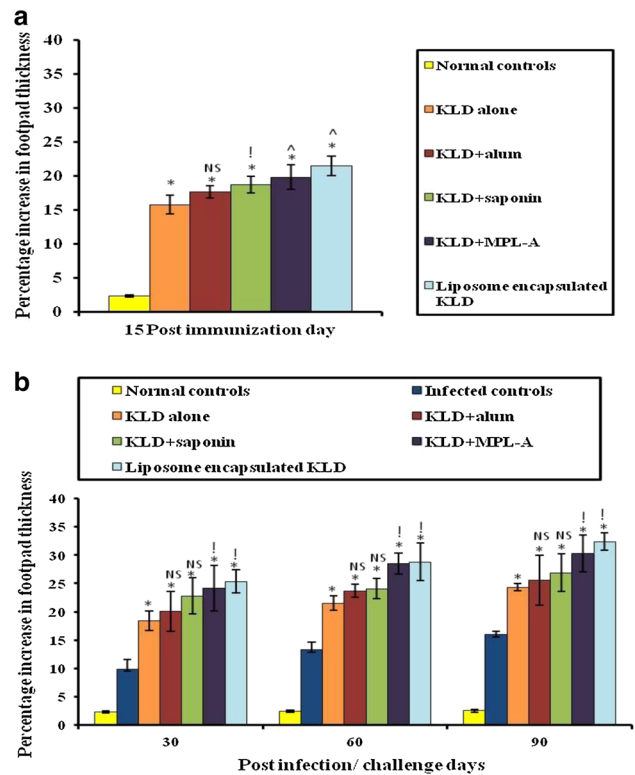 a
Percentage increase in footpad thickness
40
35
30
25
20
15
10
5
0
*
NS
*
!
*
^
*
^
*
15 Post immunization day
Normal controls
KLD alone
KLD+alum
KLD+saponin
KLD+MPL-A
Liposome encapsulated
KLD
b
Normal controls
Infected controls
KLD alone
KLD+alum
KLD+saponin
KLD+MPL-A
Liposome encapsulated KLD
Percentage increase in footpad thickness
40
35
30
25
20
15
10
5
0
*
NS
*
NS
*
!
*
!
*
*
NS
*
NS
*
!
*
!
*
*
NS
*
NS
*
!
*
!
*
30
60
90
Post infection/ challenge days